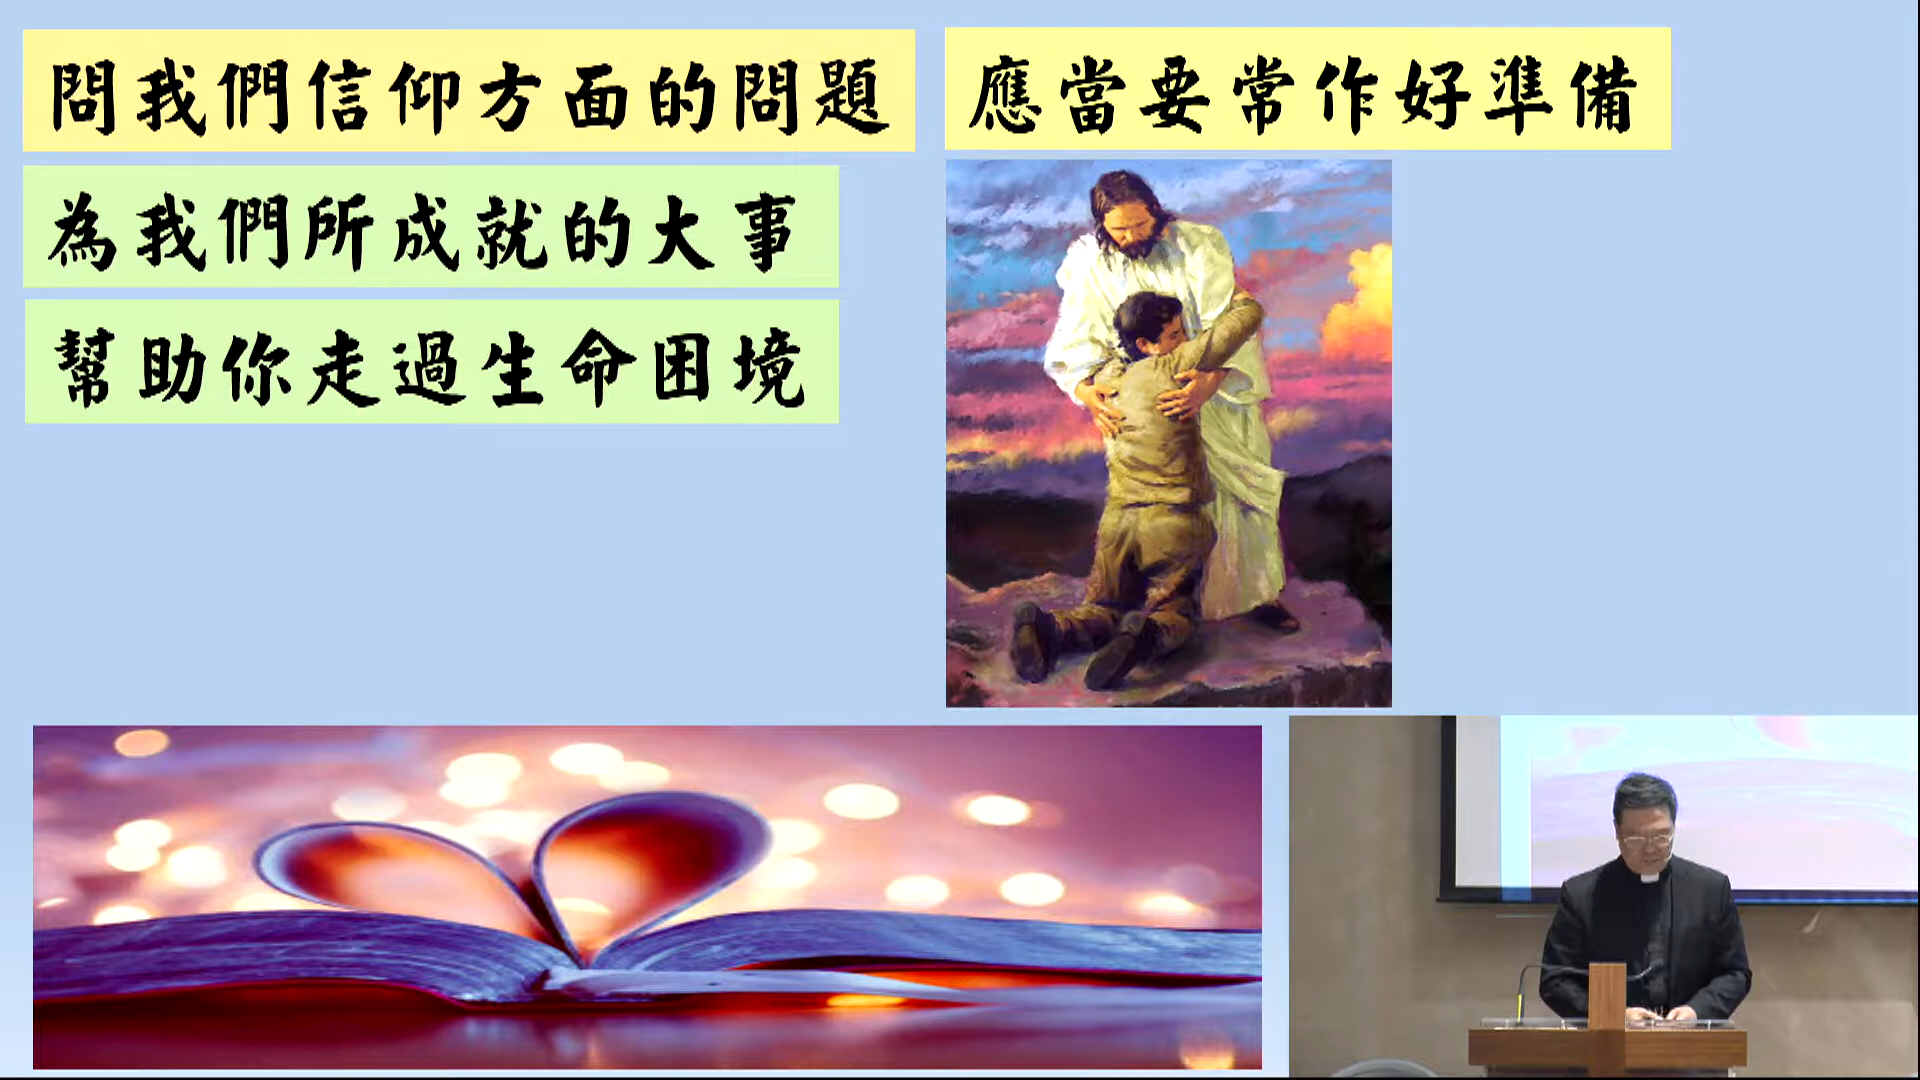 問我們信仰方面的問題
應當要常作好準備
為我們所成就的大事
幫助你走過生命困境